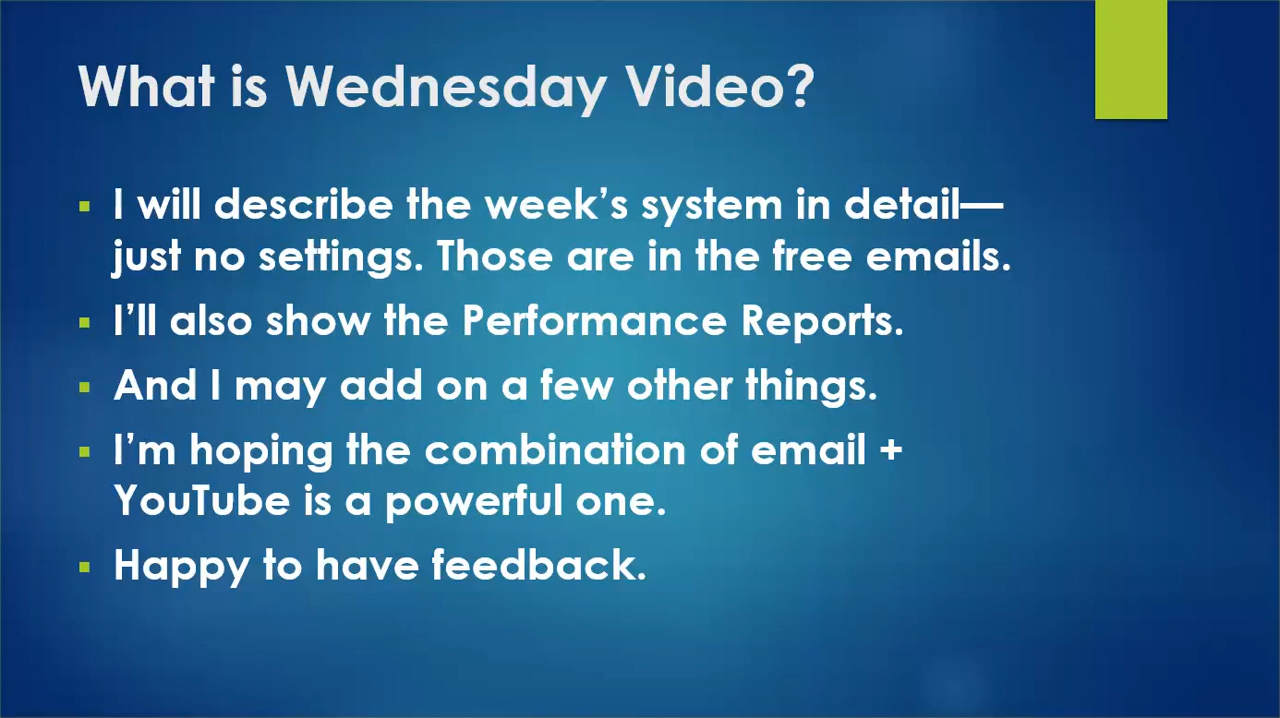 What is Wednesday Video?
I will describe the week’s system in detail—
just no settings. Those are in the free emails.
I’ll also show the Performance Reports.
And I may add on a few other things.
I’m hoping the combination of email +
YouTube is a powerful one.
Happy to have feedback.